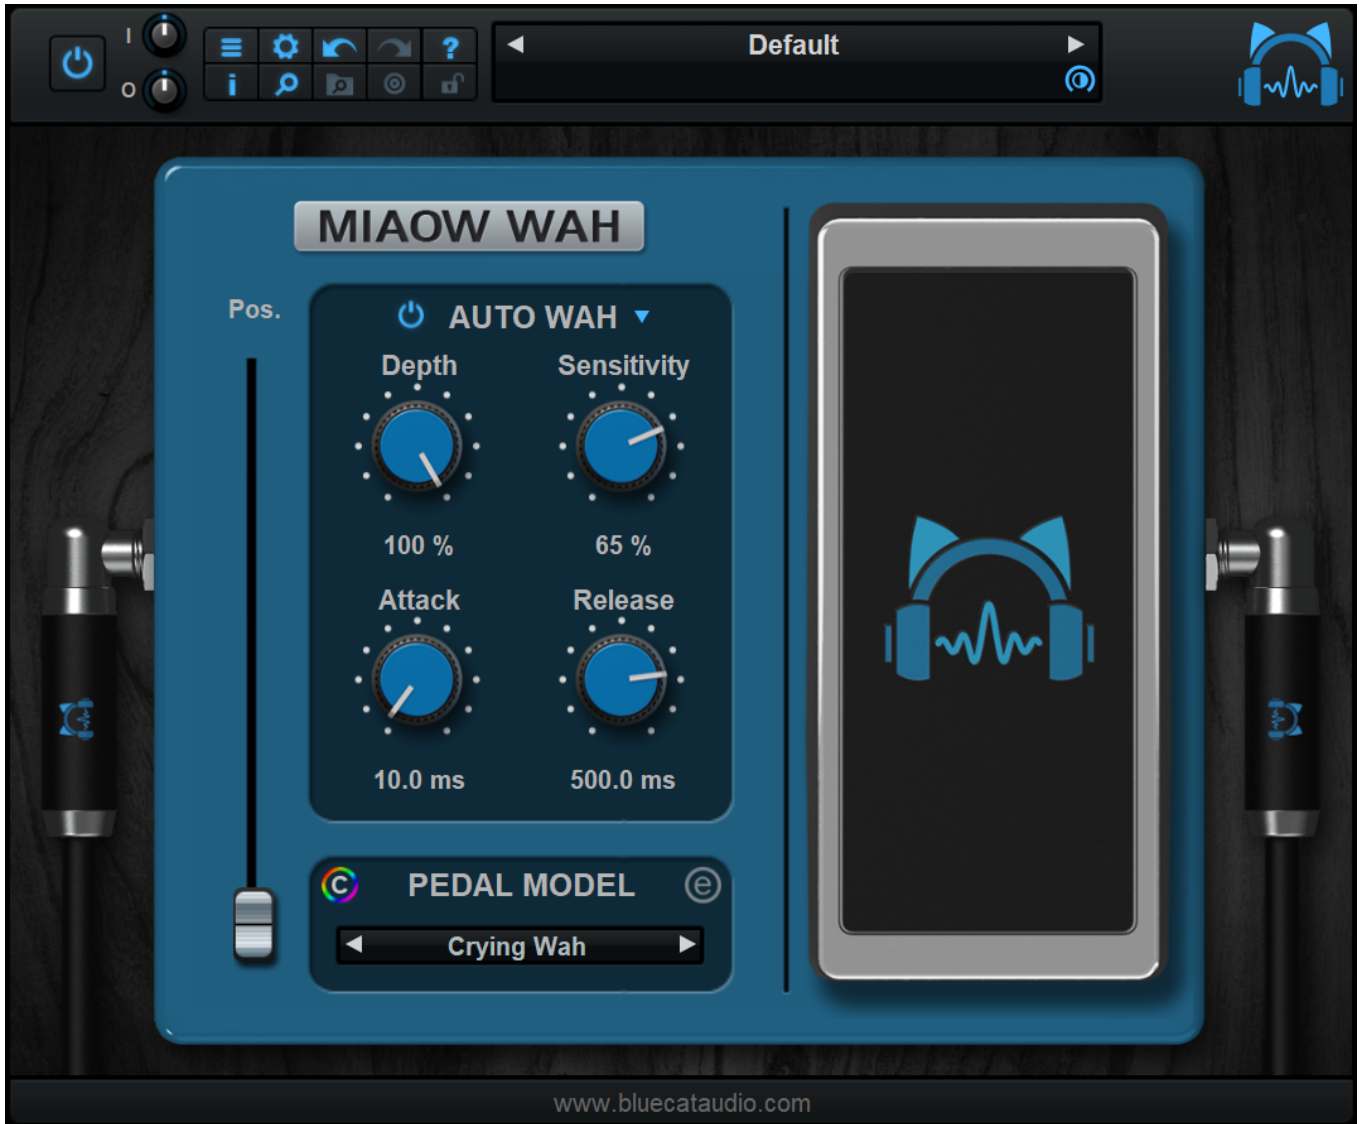 I
O
?
i
Default
MIAOW WAH
Pos.
AUTO WAH
Depth
Sensitivity
100 %
65 %
Attack
Release
10.0 ms
500.0 ms
C
PEDAL MODEL
e
Crying Wah
www.bluecataudio.com